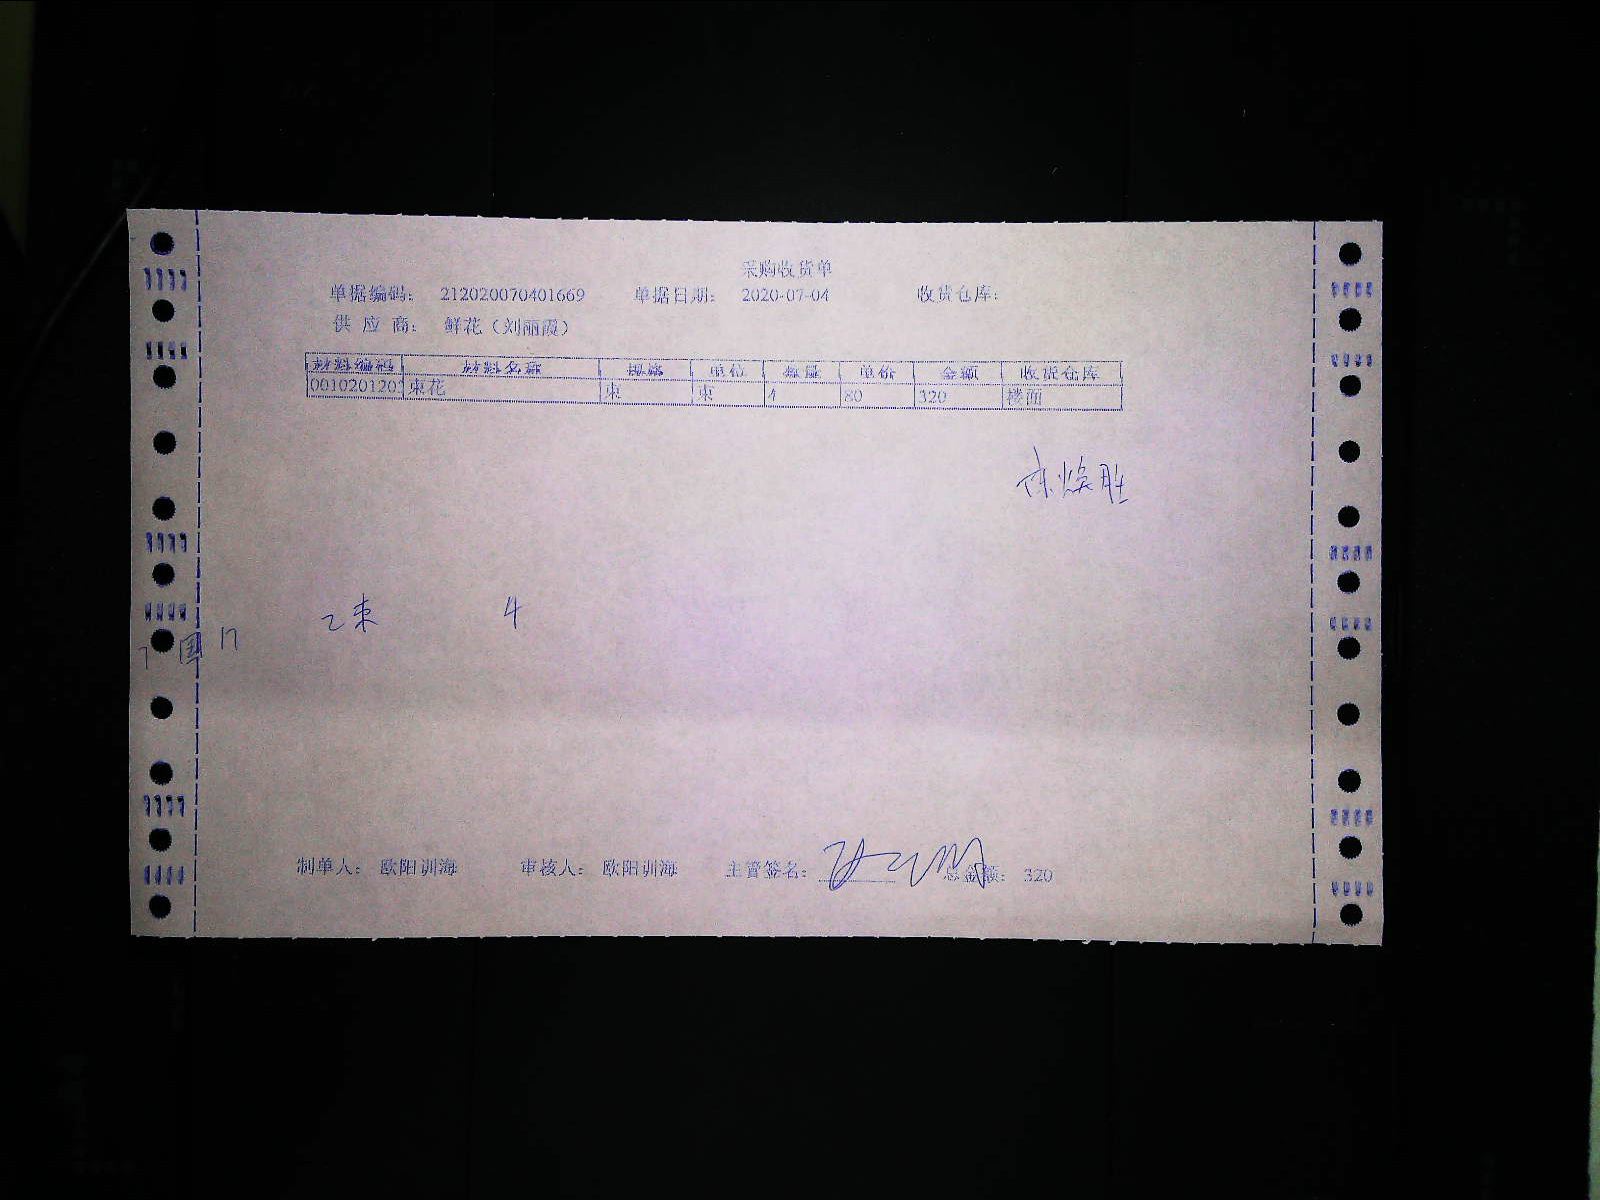 采购收货单
单据编码： 212020070401669 单据日期： 2020-07-04 收货仓库：
供 应 商： 鲜花（刘丽霞）
材料编码 材料名称 规格 单位 数量 单价 金额 收货仓库
0010201201 束花 束 束 4 80 320 楼面
焕胜
2束 4
制单人： 欧阳训海 审核人： 欧阳训海 主管签名： 总金额： 320